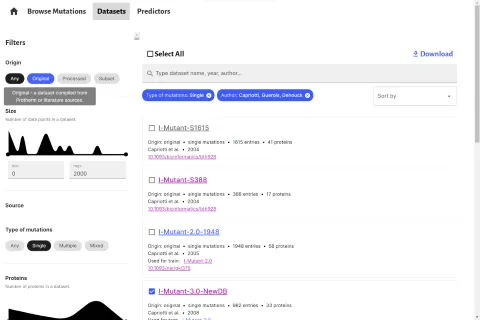 Browse Mutations
Datasets
Predictors
Filters
Origin
Any
Original
Processed
Subset
Original - a dataset compiled from
Protherm or literature sources.
Size
Number of data points in a dataset.
0
2000
Source
Type of mutations
Any
Single
Multiple
Mixed
Proteins
Number of proteins in a dataset.
Select All
Download
Type dataset name, year, author...
Type of mutations: Single
Author: Capriotti, Guerois, Dehouck
Sort by
I-Mutant-S1615
Origin: original • single mutations • 1615 entries • 41 proteins
Capriotti et al. • 2004
10.1093/bioinformatics/bth928
I-Mutant-S388
Origin: original • single mutations • 388 entries • 17 proteins
Capriotti et al. • 2004
10.1093/bioinformatics/bth928
I-Mutant-2.0-1948
Origin: original • single mutations • 1948 entries • 58 proteins
Capriotti et al. • 2005
Used for train: I-Mutant-2.0
10.1093/nar/gki375
I-Mutant-3.0-NewDB
Origin: original • single mutations • 962 entries • 33 proteins
Capriotti et al. • 2008